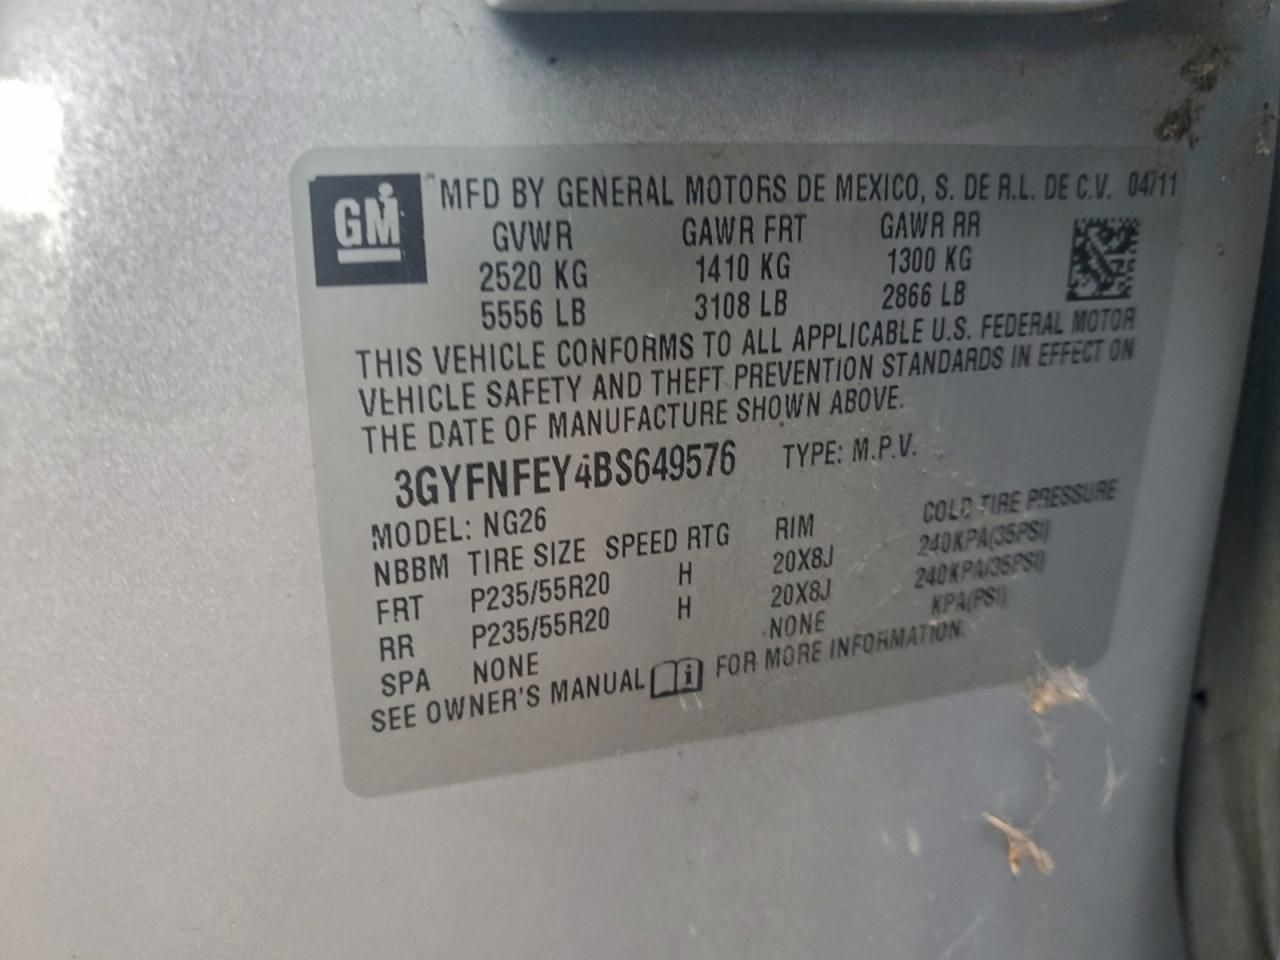 GM
MFD BY GENERAL MOTORS DE MEXICO, S. DE R.L. DE C.V. 04/11
GVWR GAWR FRT GAWR RR
2520 KG 1410 KG 1300 KG
5556 LB 3108 LB 2866 LB
THIS VEHICLE CONFORMS TO ALL APPLICABLE U.S. FEDERAL MOTOR
VEHICLE SAFETY AND THEFT PREVENTION STANDARDS IN EFFECT ON
THE DATE OF MANUFACTURE SHOWN ABOVE.
3GYFNFEY4BS649576 TYPE: M.P.V.
MODEL: NG26
NBBM TIRE SIZE SPEED RTG RIM COLD TIRE PRESSURE
FRT P235/55R20 H 20X8J 240KPA(35PSI)
RR P235/55R20 H 20X8J 240KPA(35PSI)
SPA NONE NONE KPA(PSI)
SEE OWNER'S MANUAL FOR MORE INFORMATION.